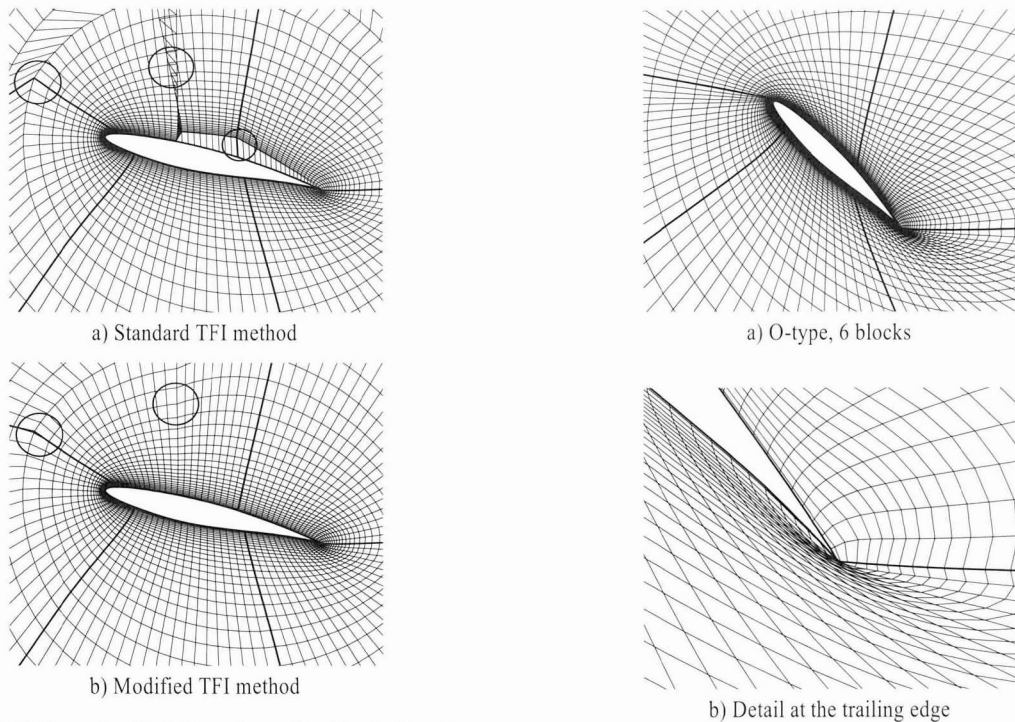 a) Standard TFI method
b) Modified TFI method
a) O-type, 6 blocks
b) Detail at the trailing edge